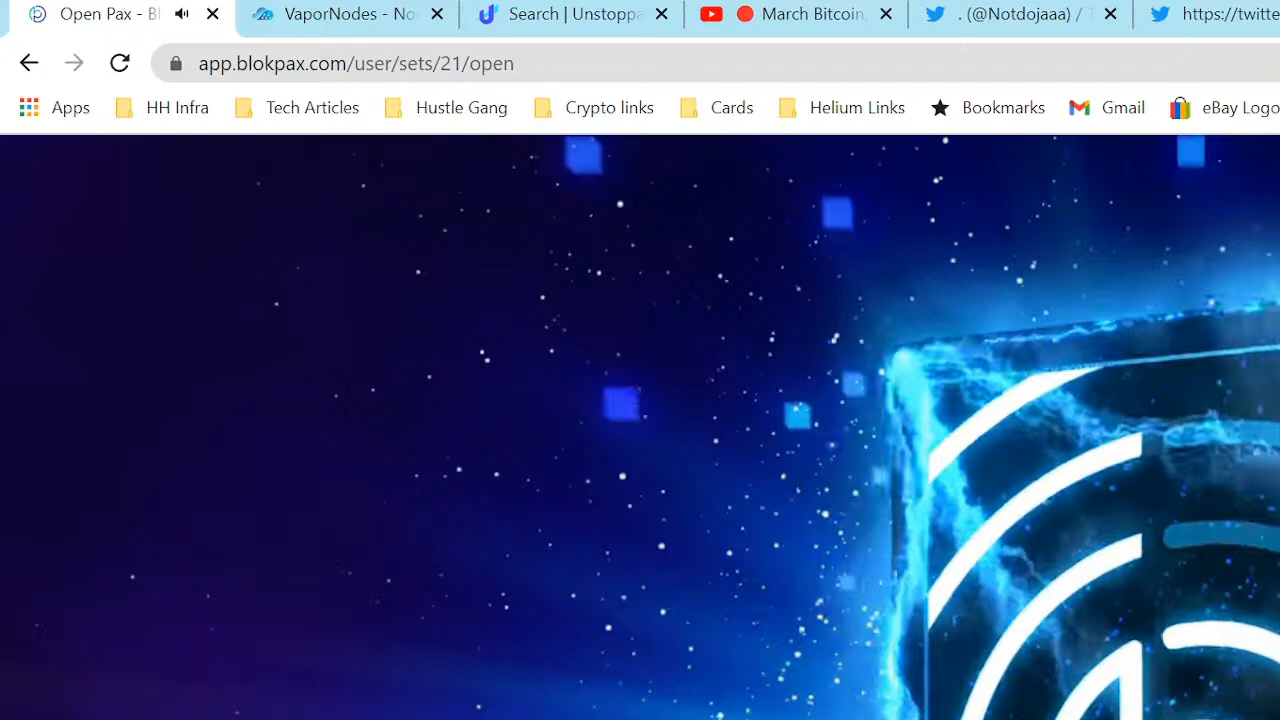 Open Pax - Bl VaporNodes - No Search | Unstoppa March Bitcoin . (@Notdojaaa) / T https://twitte
app.blokpax.com/user/sets/21/open
Apps HH Infra Tech Articles Hustle Gang Crypto links Cards Helium Links Bookmarks Gmail eBay Logo